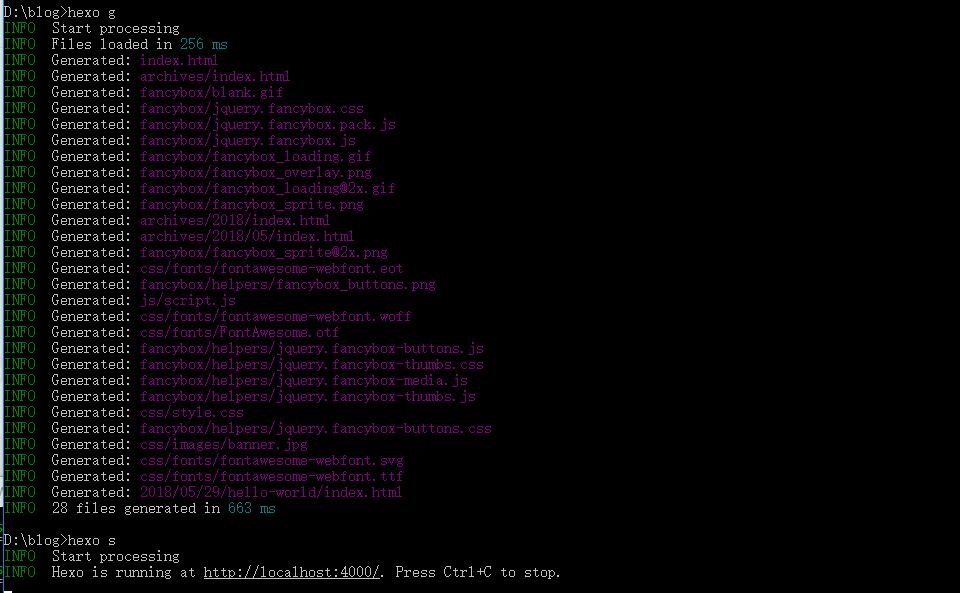 D:\blog>hexo g
INFO  Start processing
INFO  Files loaded in 256 ms
INFO  Generated: index.html
INFO  Generated: archives/index.html
INFO  Generated: fancybox/blank.gif
INFO  Generated: fancybox/jquery.fancybox.css
INFO  Generated: fancybox/jquery.fancybox.pack.js
INFO  Generated: fancybox/jquery.fancybox.js
INFO  Generated: fancybox/fancybox_loading.gif
INFO  Generated: fancybox/fancybox_overlay.png
INFO  Generated: fancybox/fancybox_loading@2x.gif
INFO  Generated: fancybox/fancybox_sprite.png
INFO  Generated: archives/2018/index.html
INFO  Generated: archives/2018/05/index.html
INFO  Generated: fancybox/fancybox_sprite@2x.png
INFO  Generated: css/fonts/fontawesome-webfont.eot
INFO  Generated: fancybox/helpers/fancybox_buttons.png
INFO  Generated: js/script.js
INFO  Generated: css/fonts/fontawesome-webfont.woff
INFO  Generated: css/fonts/FontAwesome.otf
INFO  Generated: fancybox/helpers/jquery.fancybox-buttons.js
INFO  Generated: fancybox/helpers/jquery.fancybox-thumbs.css
INFO  Generated: fancybox/helpers/jquery.fancybox-media.js
INFO  Generated: fancybox/helpers/jquery.fancybox-thumbs.js
INFO  Generated: css/style.css
INFO  Generated: fancybox/helpers/jquery.fancybox-buttons.css
INFO  Generated: css/images/banner.jpg
INFO  Generated: css/fonts/fontawesome-webfont.svg
INFO  Generated: css/fonts/fontawesome-webfont.ttf
INFO  Generated: 2018/05/29/hello-world/index.html
INFO  28 files generated in 663 ms
D:\blog>hexo s
INFO  Start processing
INFO  Hexo is running at http://localhost:4000/. Press Ctrl+C to stop.